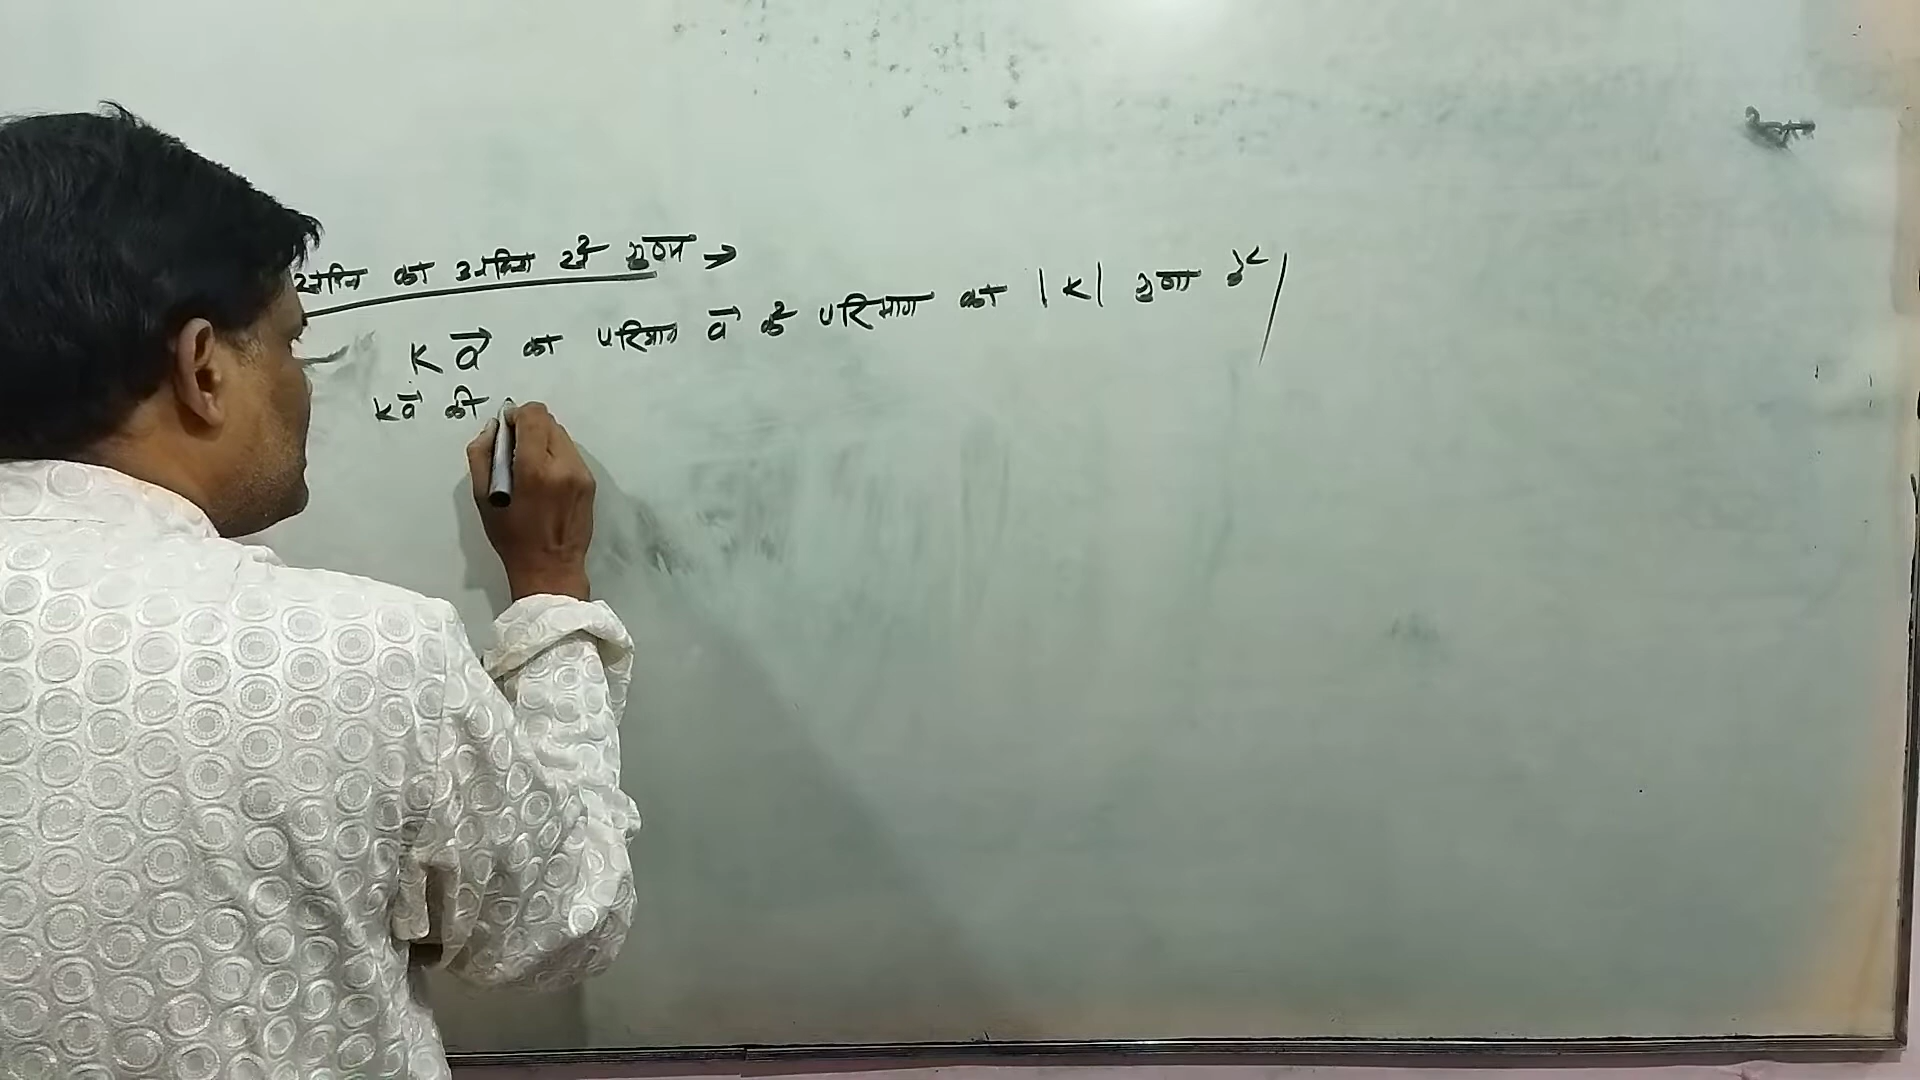 सदिश का अदिश से गुणन →
K a⃗ का परिमाण a⃗ के परिमाण का |K| गुना है।
K a⃗ की